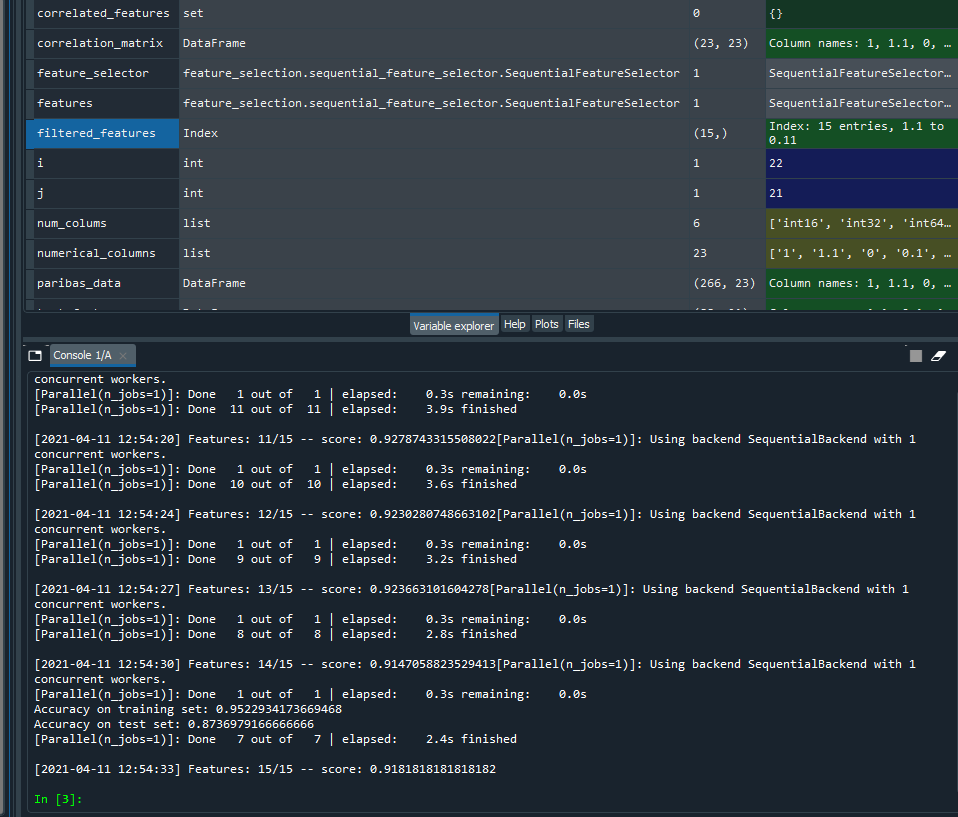 correlated_features set 0 {}
correlation_matrix DataFrame (23, 23) Column names: 1, 1.1, 0, …
feature_selector feature_selection.sequential_feature_selector.SequentialFeatureSelector 1 SequentialFeatureSelector…
features feature_selection.sequential_feature_selector.SequentialFeatureSelector 1 SequentialFeatureSelector…
filtered_features Index (15,) Index: 15 entries, 1.1 to
0.11
i int 1 22
j int 1 21
num_colums list 6 ['int16', 'int32', 'int64…
numerical_columns list 23 ['1', '1.1', '0', '0.1', …
paribas_data DataFrame (266, 23) Column names: 1, 1.1, 0, …
Variable explorer Help Plots Files
Console 1/A
concurrent workers.
[Parallel(n_jobs=1)]: Done   1 out of   1 | elapsed:    0.3s remaining:    0.0s
[Parallel(n_jobs=1)]: Done  11 out of  11 | elapsed:    3.9s finished
[2021-04-11 12:54:20] Features: 11/15 -- score: 0.9278743315508022[Parallel(n_jobs=1)]: Using backend SequentialBackend with 1
concurrent workers.
[Parallel(n_jobs=1)]: Done   1 out of   1 | elapsed:    0.3s remaining:    0.0s
[Parallel(n_jobs=1)]: Done  10 out of  10 | elapsed:    3.6s finished
[2021-04-11 12:54:24] Features: 12/15 -- score: 0.9230280748663102[Parallel(n_jobs=1)]: Using backend SequentialBackend with 1
concurrent workers.
[Parallel(n_jobs=1)]: Done   1 out of   1 | elapsed:    0.3s remaining:    0.0s
[Parallel(n_jobs=1)]: Done   9 out of   9 | elapsed:    3.2s finished
[2021-04-11 12:54:27] Features: 13/15 -- score: 0.923663101604278[Parallel(n_jobs=1)]: Using backend SequentialBackend with 1
concurrent workers.
[Parallel(n_jobs=1)]: Done   1 out of   1 | elapsed:    0.3s remaining:    0.0s
[Parallel(n_jobs=1)]: Done   8 out of   8 | elapsed:    2.8s finished
[2021-04-11 12:54:30] Features: 14/15 -- score: 0.9147058823529413[Parallel(n_jobs=1)]: Using backend SequentialBackend with 1
concurrent workers.
[Parallel(n_jobs=1)]: Done   1 out of   1 | elapsed:    0.3s remaining:    0.0s
Accuracy on training set: 0.9522934173669468
Accuracy on test set: 0.8736979166666666
[Parallel(n_jobs=1)]: Done   7 out of   7 | elapsed:    2.4s finished
[2021-04-11 12:54:33] Features: 15/15 -- score: 0.9181818181818182
In [3]: